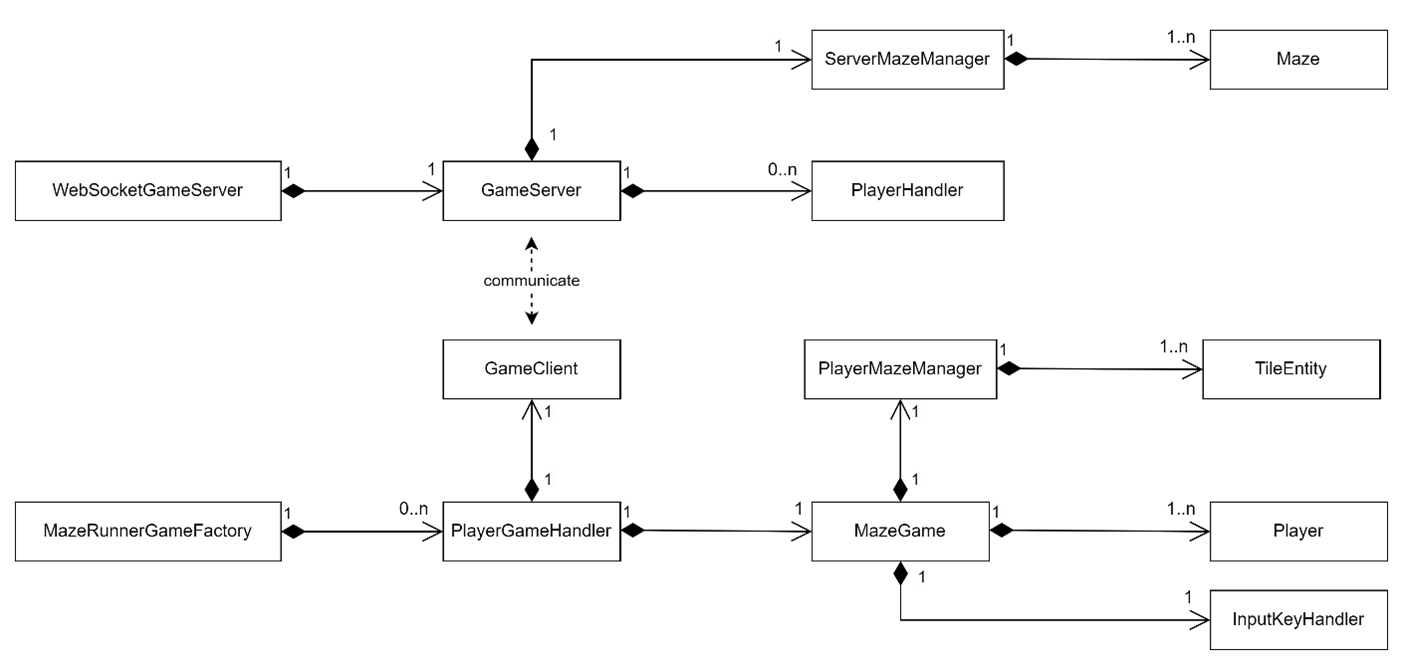 1
ServerMazeManager
1
1..n
Maze
1
WebSocketGameServer
1
1
GameServer
1
0..n
PlayerHandler
communicate
GameClient
1
PlayerMazeManager
1
1..n
TileEntity
1
1
1
MazeRunnerGameFactory
1
0..n
PlayerGameHandler
1
1
MazeGame
1
1..n
Player
1
1
InputKeyHandler